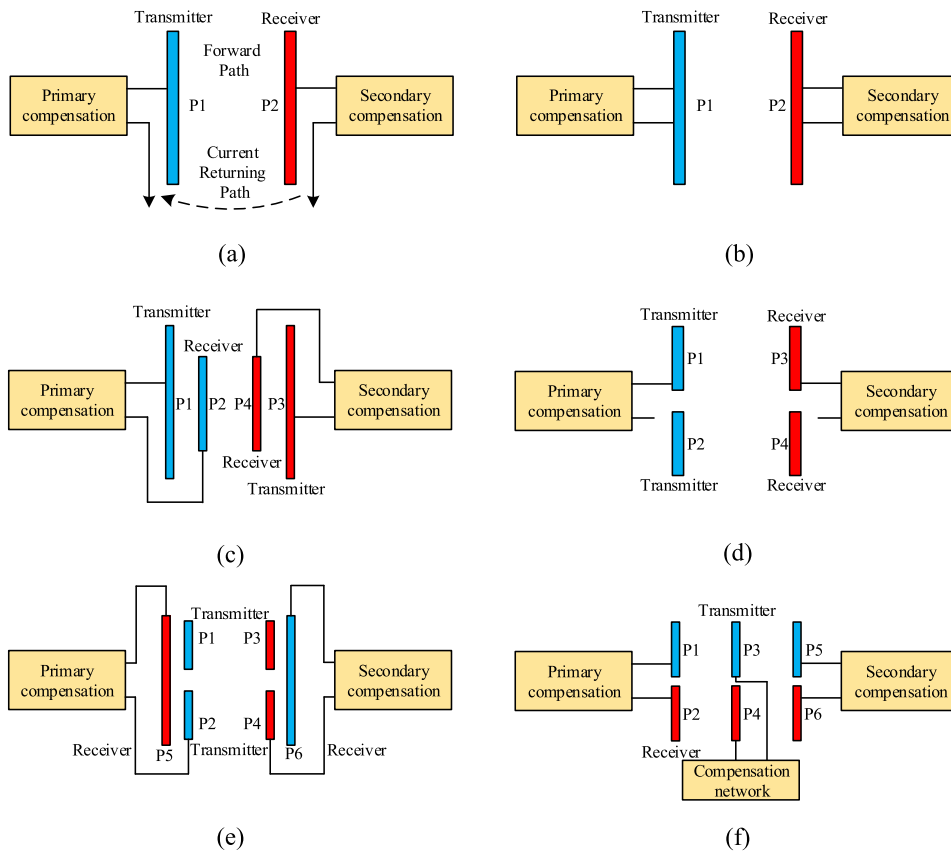 Transmitter
Receiver
Forward
Path
Primary
compensation
P1
P2
Secondary
compensation
Current
Returning
Path
(a)
Transmitter
Receiver
Primary
compensation
P1
P2
Secondary
compensation
(b)
Transmitter
Receiver
Primary
compensation
P1
P2
P4
P3
Secondary
compensation
Receiver
Transmitter
(c)
Transmitter
Receiver
P1
P3
Primary
compensation
Secondary
compensation
P2
P4
Transmitter
Receiver
(d)
Transmitter
P1
P3
Primary
compensation
Secondary
compensation
P2
P4
Receiver
P5
Transmitter
P6
Receiver
(e)
Transmitter
P1
P3
P5
Primary
compensation
Secondary
compensation
P2
P4
P6
Receiver
Compensation
network
(f)